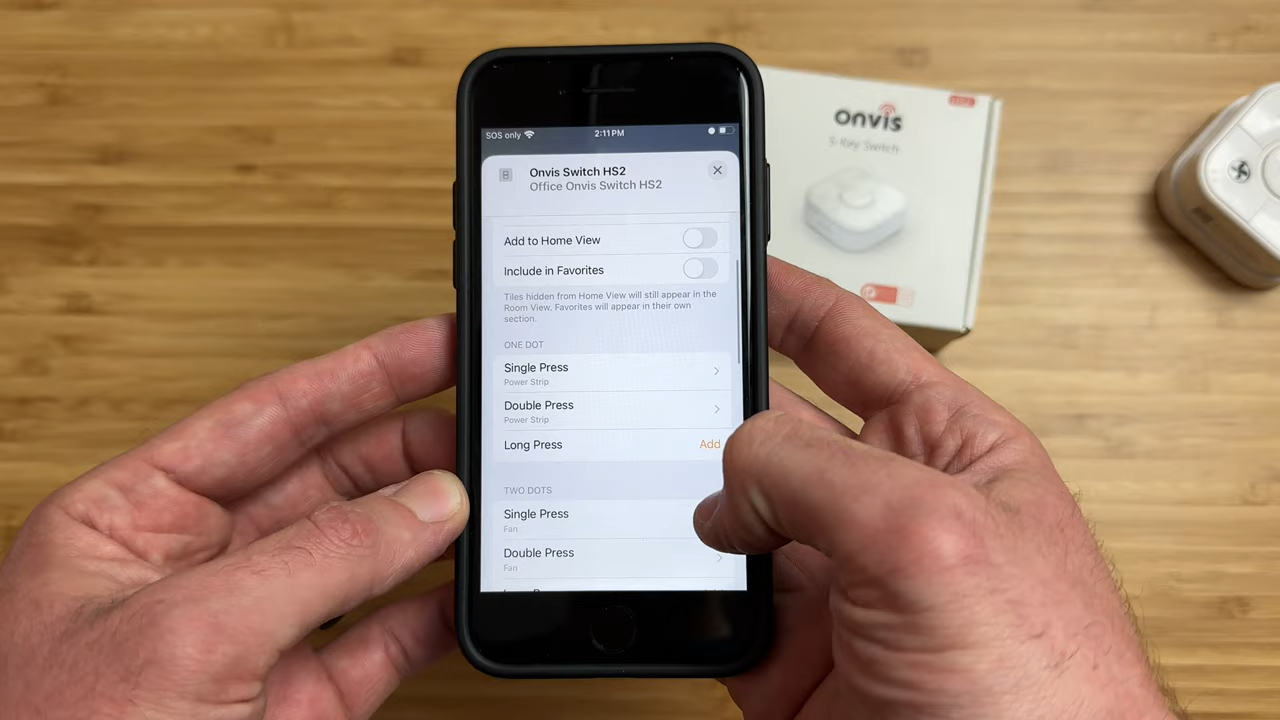 SOS only
2:11 PM
Onvis Switch HS2
Office Onvis Switch HS2
Add to Home View
Include in Favorites
Tiles hidden from Home View will still appear in the
Room View. Favorites will appear in their own
section.
ONE DOT
Single Press
Power Strip
Double Press
Power Strip
Long Press
Add
TWO DOTS
Single Press
Fan
Double Press
Fan
onvis
5-Key Switch